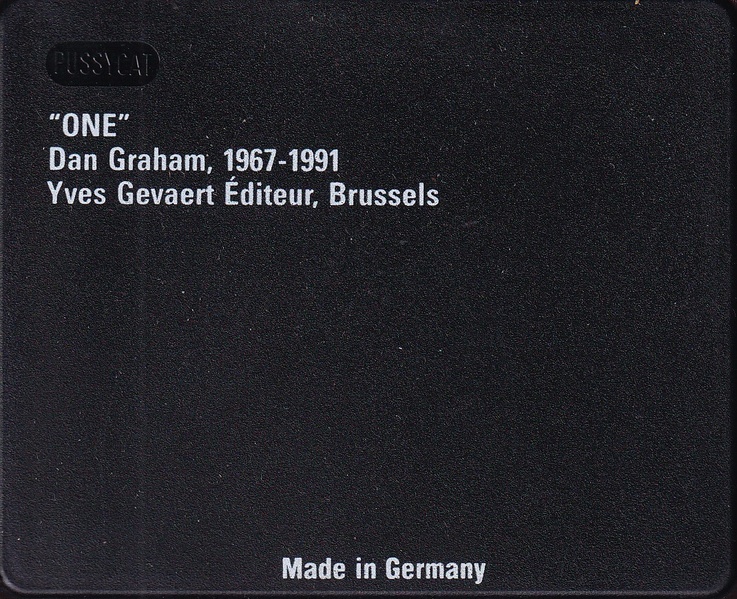 PUSSYCAT
“ONE”
Dan Graham, 1967-1991
Yves Gevaert Éditeur, Brussels
Made in Germany